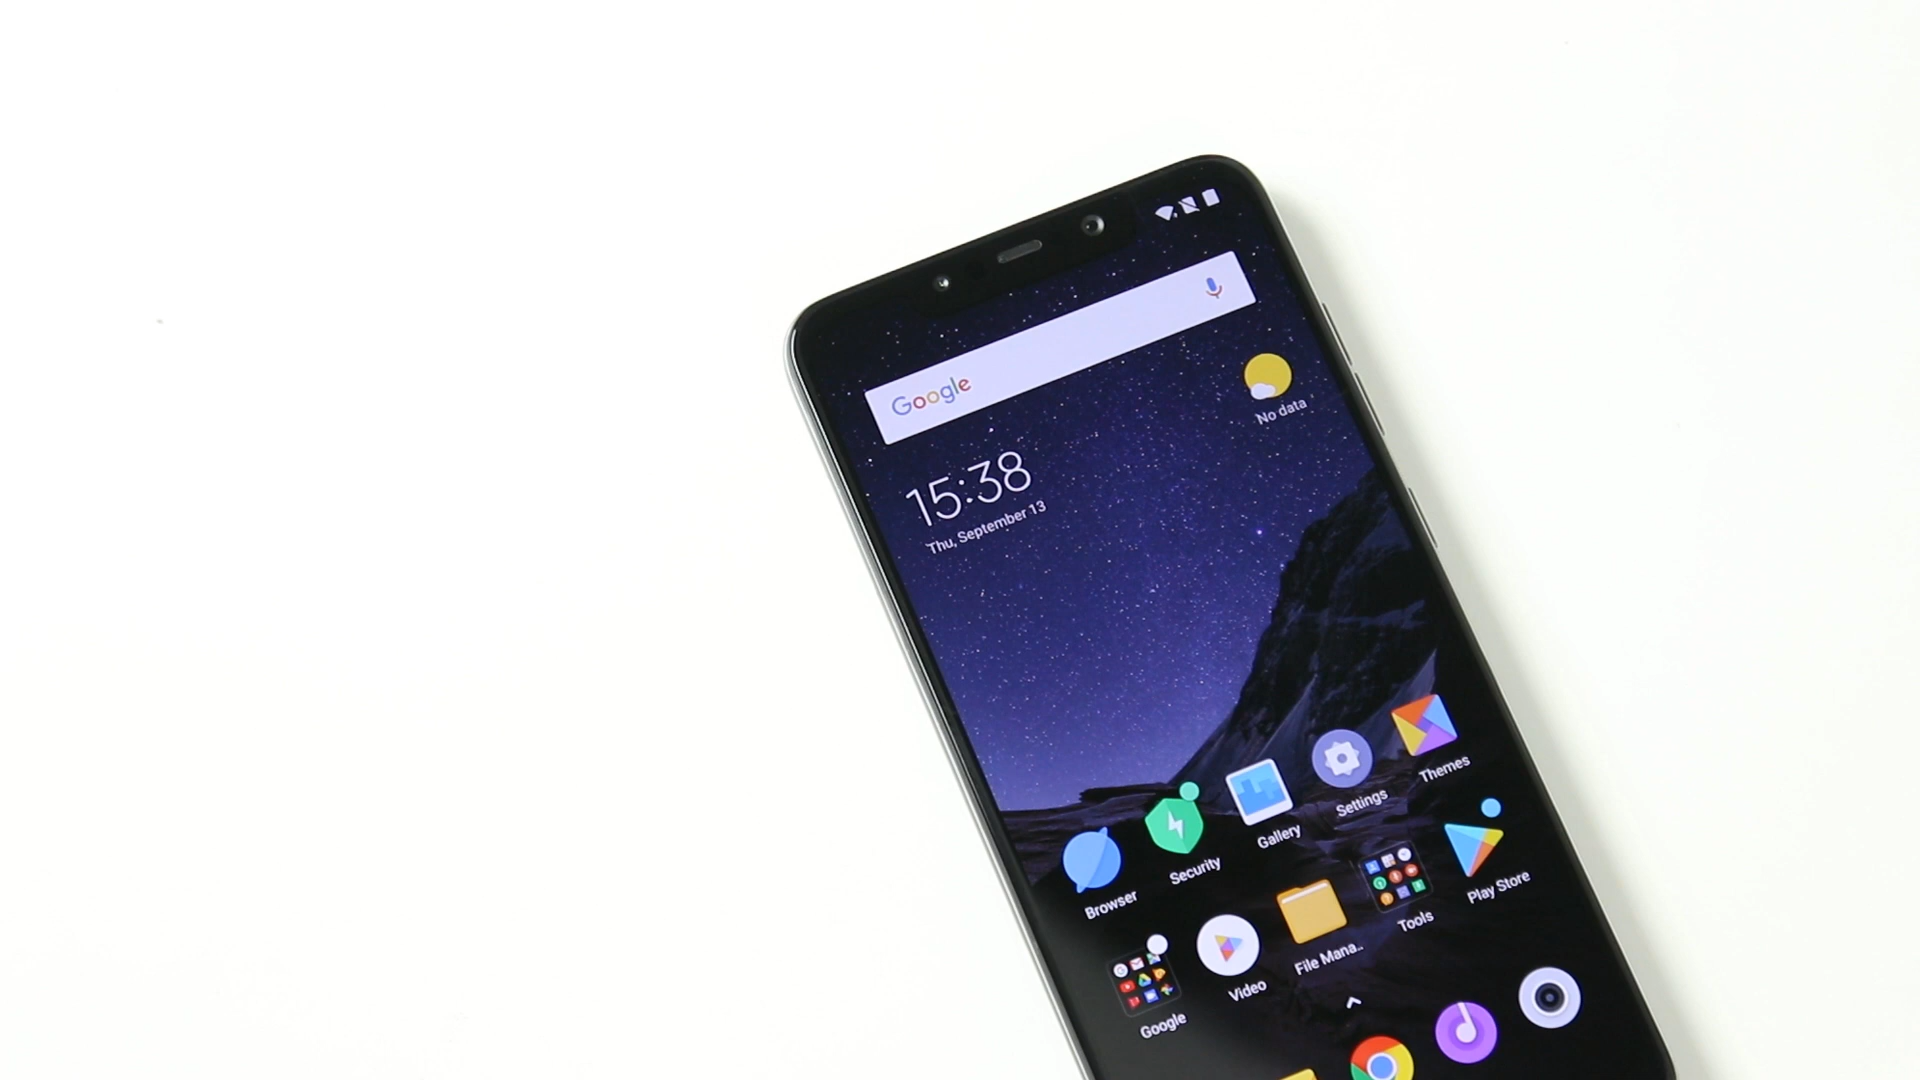 Google
No data
15:38
Thu, September 13
Themes
Settings
Gallery
Security
Browser
Play Store
Tools
File Mana..
Video
Google